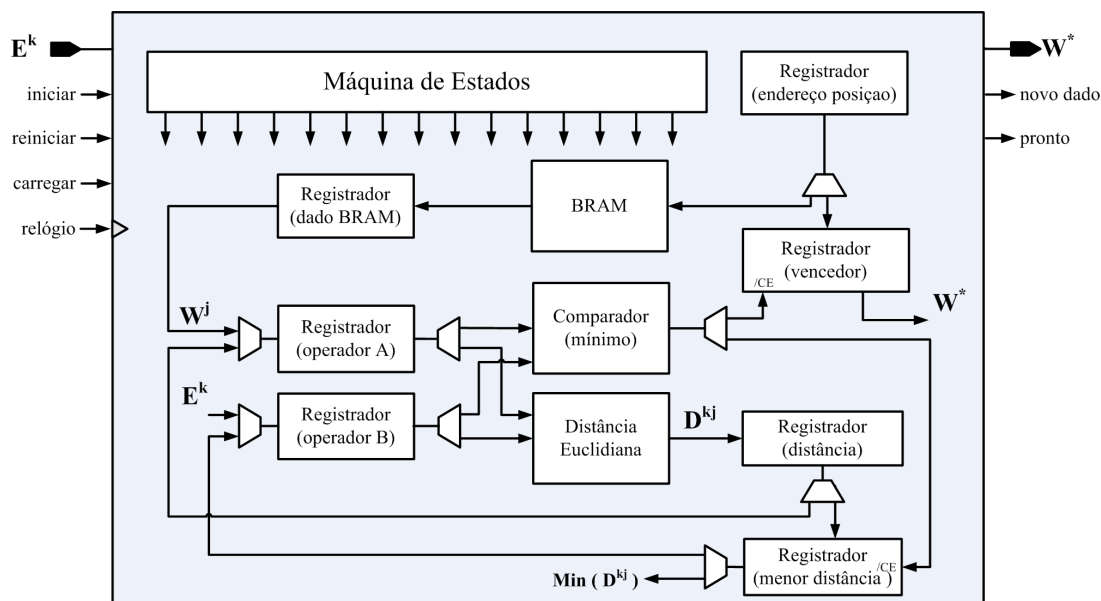 E^k
W^*
Máquina de Estados
Registrador
(endereço posiçao)
iniciar
novo dado
reiniciar
pronto
carregar
relógio
Registrador
(dado BRAM)
BRAM
Registrador
(vencedor)
/CE
W^*
W^j
Registrador
(operador A)
Comparador
(mínimo)
E^k
Registrador
(operador B)
Distância
Euclidiana
D^kj
Registrador
(distância)
Registrador
(menor distância )
/CE
Min ( D^kj )